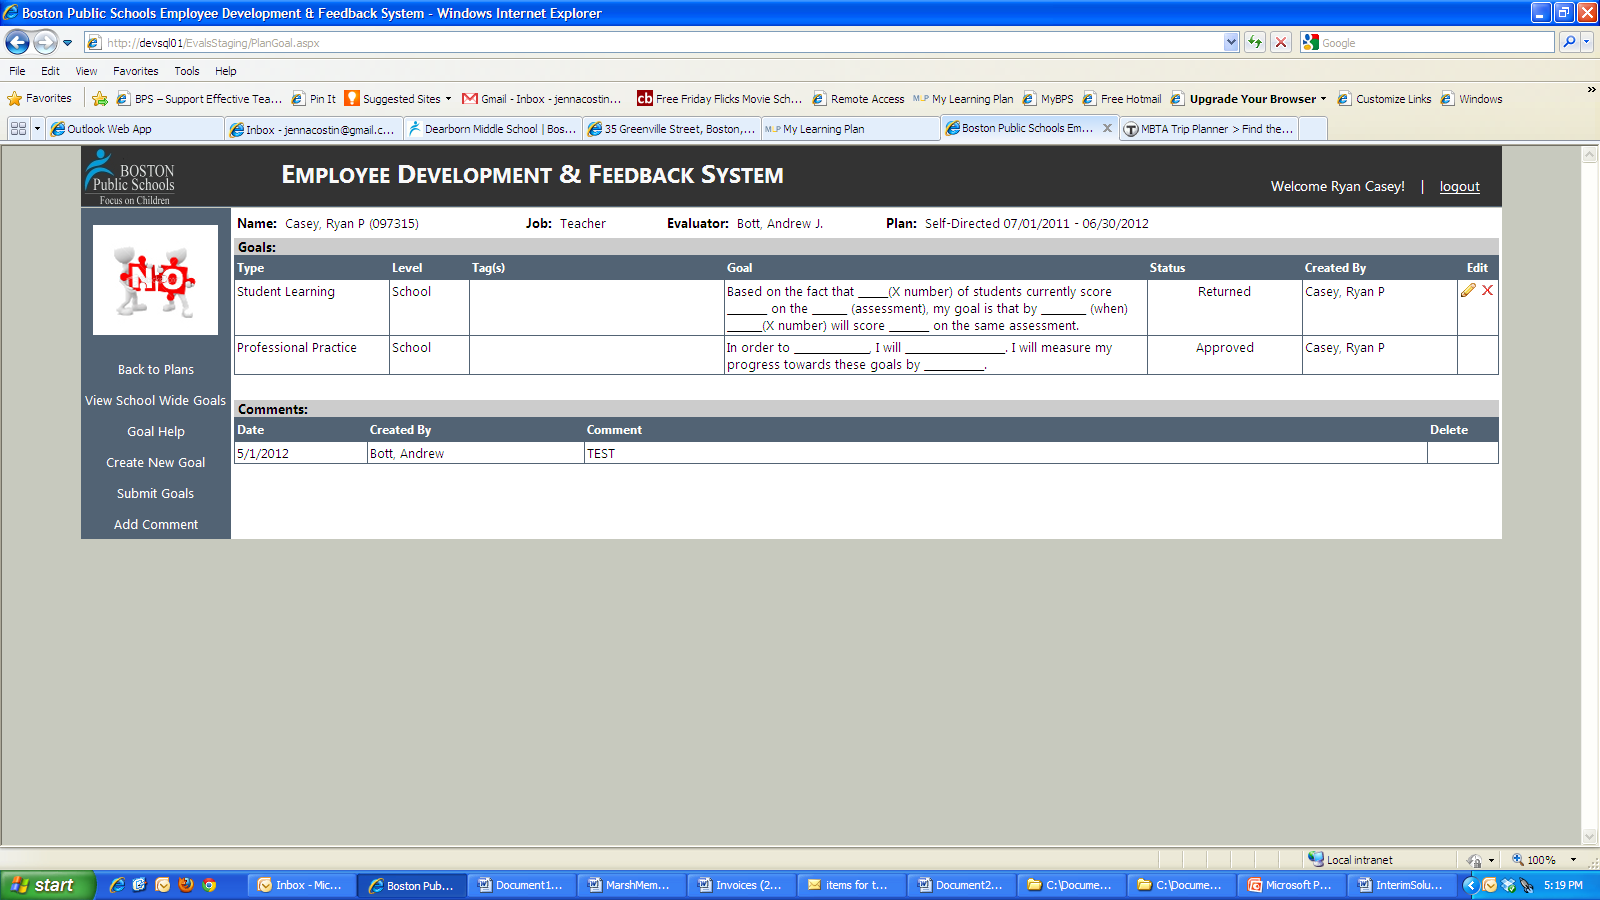 Boston Public Schools Employee Development & Feedback System - Windows Internet Explorer
http://devsql01/EvalsStaging/PlanGoal.aspx
Google
File Edit View Favorites Tools Help
Favorites BPS – Support Effective Tea... Pin It Suggested Sites Gmail - Inbox - jennacostin... cb Free Friday Flicks Movie Sch... Remote Access MLP My Learning Plan MyBPS Free Hotmail Upgrade Your Browser Customize Links Windows
Outlook Web App Inbox - jennacostin@gmail.c... Dearborn Middle School | Bos... 35 Greenville Street, Boston,... MLP My Learning Plan Boston Public Schools Em... X T MBTA Trip Planner > Find the...
BOSTON
Public Schools
Focus on Children
EMPLOYEE DEVELOPMENT & FEEDBACK SYSTEM
Welcome Ryan Casey! | logout
Name: Casey, Ryan P (097315) Job: Teacher Evaluator: Bott, Andrew J. Plan: Self-Directed 07/01/2011 - 06/30/2012
NO
Back to Plans
View School Wide Goals
Goal Help
Create New Goal
Submit Goals
Add Comment
Goals:
Type Level Tag(s) Goal Status Created By Edit
Student Learning School Based on the fact that _____(X number) of students currently score Returned Casey, Ryan P
_______ on the ______ (assessment), my goal is that by ________ (when)
______(X number) will score _______ on the same assessment.
Professional Practice School In order to _____________, I will _________________. I will measure my Approved Casey, Ryan P
progress towards these goals by __________.
Comments:
Date Created By Comment Delete
5/1/2012 Bott, Andrew TEST
Local intranet 100%
start Inbox - Mic... Boston Pub... Document1... MarshMem... Invoices (2... items for t... Document2... C:\Docume... C:\Docume... Microsoft P... InterimSolu... 5:19 PM